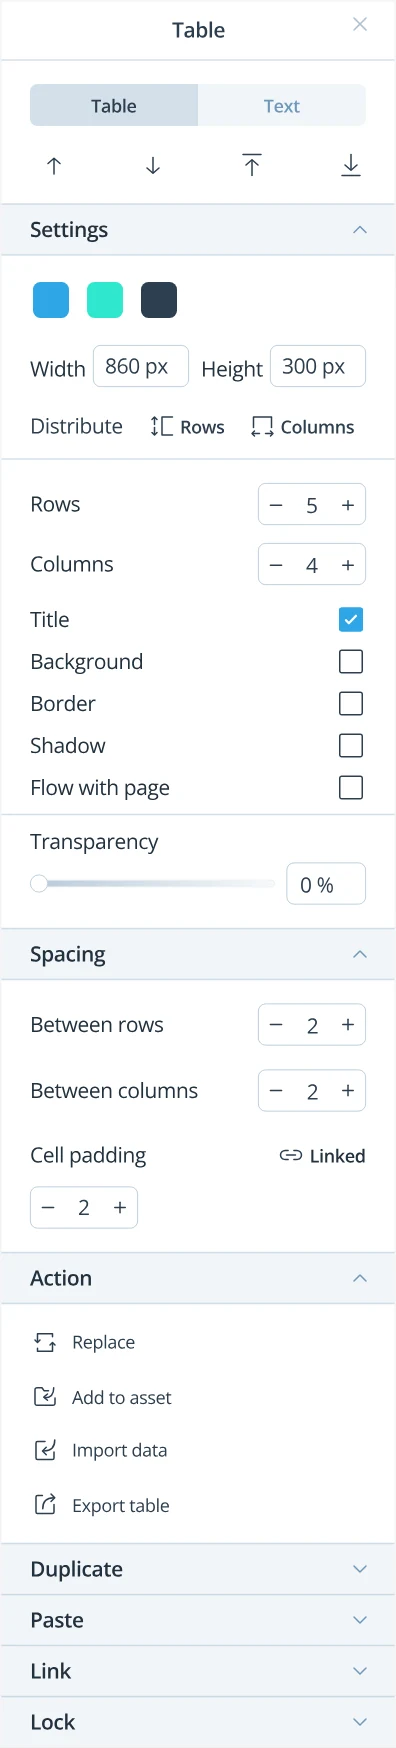 Table
Table Text
Settings
Width 860 px Height 300 px
Distribute Rows Columns
Rows − 5 +
Columns − 4 +
Title
Background
Border
Shadow
Flow with page
Transparency
0 %
Spacing
Between rows − 2 +
Between columns − 2 +
Cell padding Linked
− 2 +
Action
Replace
Add to asset
Import data
Export table
Duplicate
Paste
Link
Lock